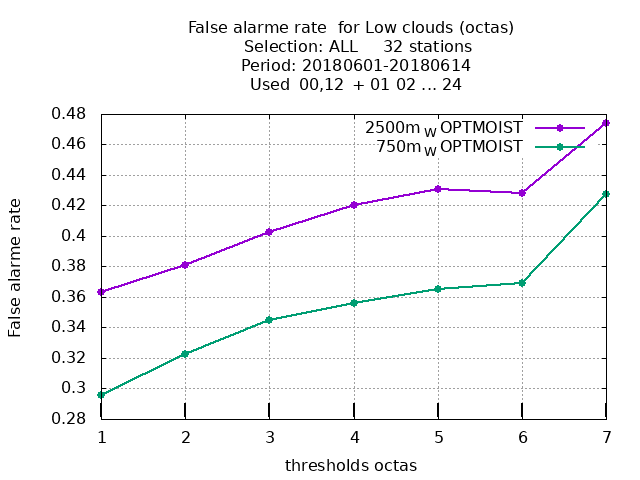 False alarme rate  for Low clouds (octas)
Selection: ALL     32 stations
Period: 20180601-20180614
Used  00,12  + 01 02 ... 24
0.48
0.46
0.44
0.42
0.4
0.38
0.36
0.34
0.32
0.3
0.28
False alarme rate
2500m W OPTMOIST
750m W OPTMOIST
1 2 3 4 5 6 7
thresholds octas